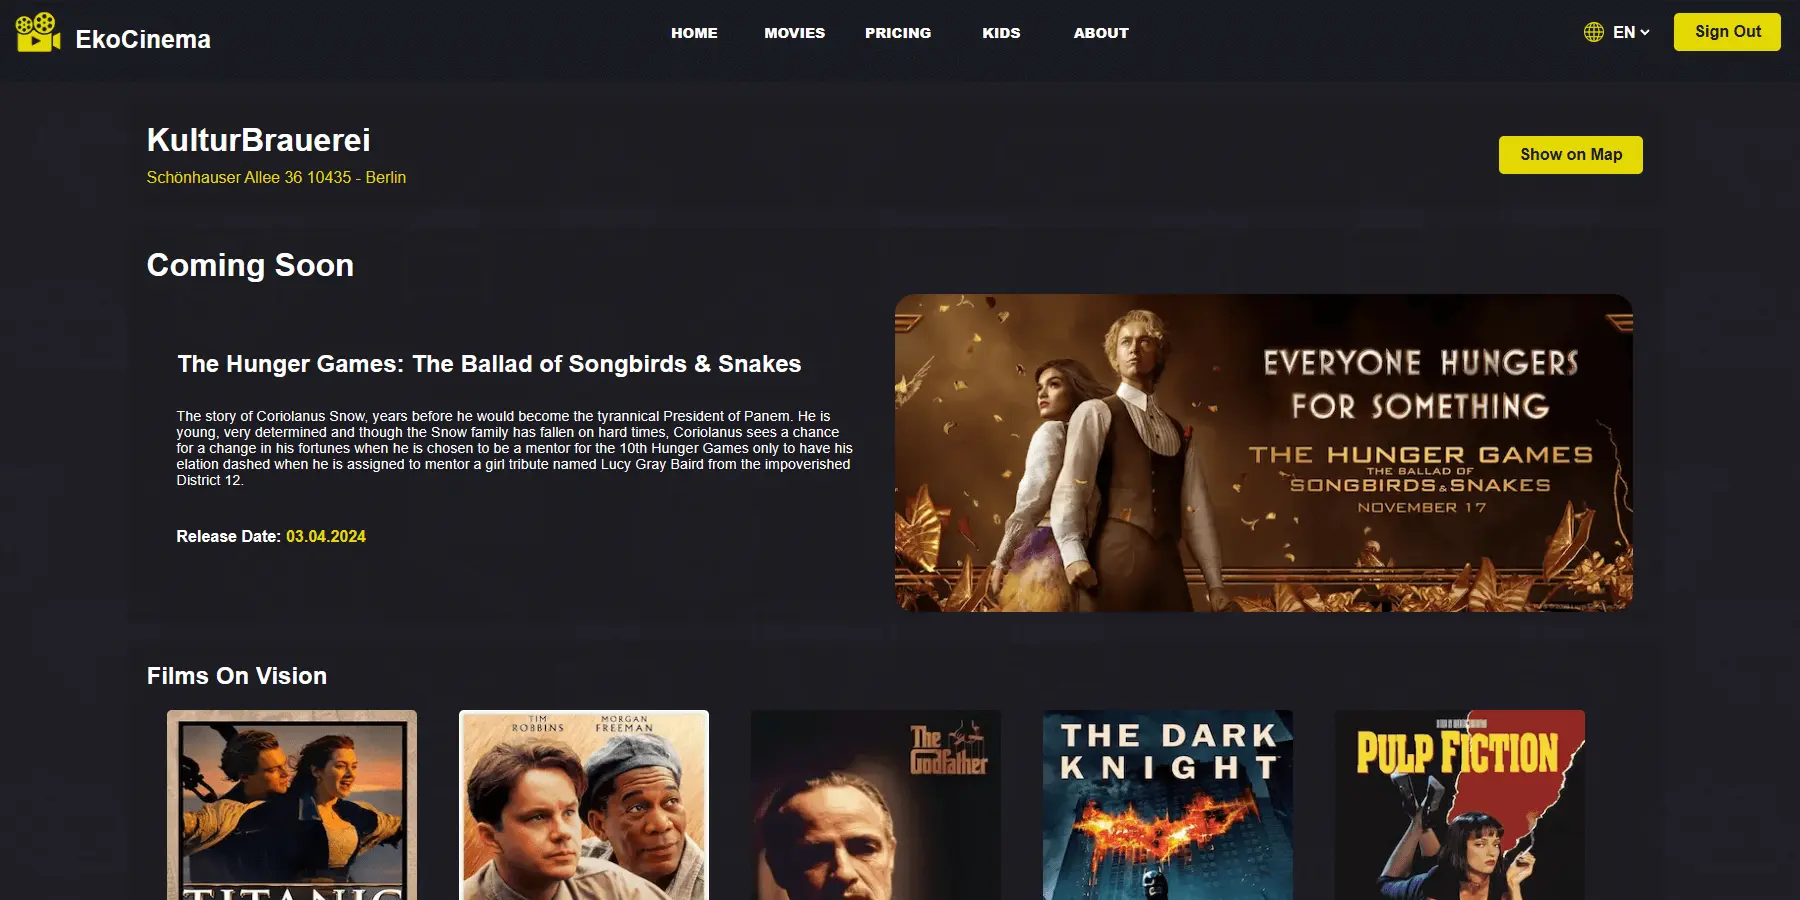 EkoCinema
HOME MOVIES PRICING KIDS ABOUT
EN
Sign Out
KulturBrauerei
Schönhauser Allee 36 10435 - Berlin
Show on Map
Coming Soon
The Hunger Games: The Ballad of Songbirds & Snakes
The story of Coriolanus Snow, years before he would become the tyrannical President of Panem. He is
young, very determined and though the Snow family has fallen on hard times, Coriolanus sees a chance
for a change in his fortunes when he is chosen to be a mentor for the 10th Hunger Games only to have his
elation dashed when he is assigned to mentor a girl tribute named Lucy Gray Baird from the impoverished
District 12.
Release Date: 03.04.2024
EVERYONE HUNGERS
FOR SOMETHING
THE HUNGER GAMES
THE BALLAD OF
SONGBIRDS & SNAKES
NOVEMBER 17
Films On Vision
TITANIC
TIM
ROBBINS
MORGAN
FREEMAN
The
Godfather
THE DARK
KNIGHT
PULP FICTION